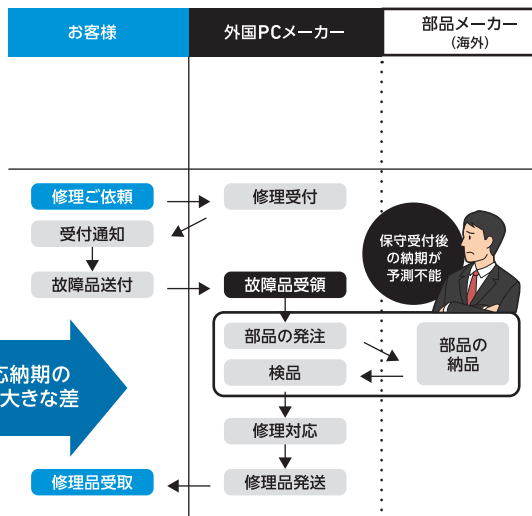 お客様
外国PCメーカー
部品メーカー
(海外)
修理ご依頼
修理受付
受付通知
保守受付後
の納期が
予測不能
故障品送付
故障品受領
部品の発注
部品の
納品
検品
応納期の
大きな差
修理対応
修理品受取
修理品発送